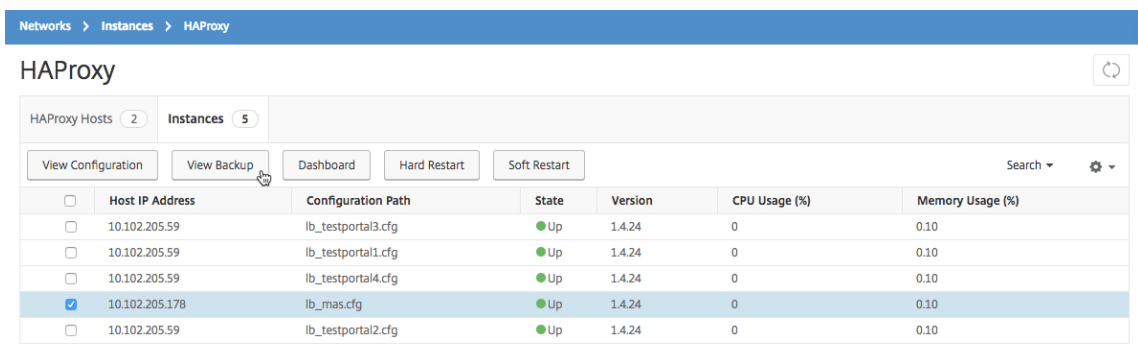 Networks > Instances > HAProxy
HAProxy
HAProxy Hosts 2 Instances 5
View Configuration View Backup Dashboard Hard Restart Soft Restart Search
Host IP Address Configuration Path State Version CPU Usage (%) Memory Usage (%)
10.102.205.59 lb_testportal3.cfg Up 1.4.24 0 0.10
10.102.205.59 lb_testportal1.cfg Up 1.4.24 0 0.10
10.102.205.59 lb_testportal4.cfg Up 1.4.24 0 0.10
10.102.205.178 lb_mas.cfg Up 1.4.24 0 0.10
10.102.205.59 lb_testportal2.cfg Up 1.4.24 0 0.10